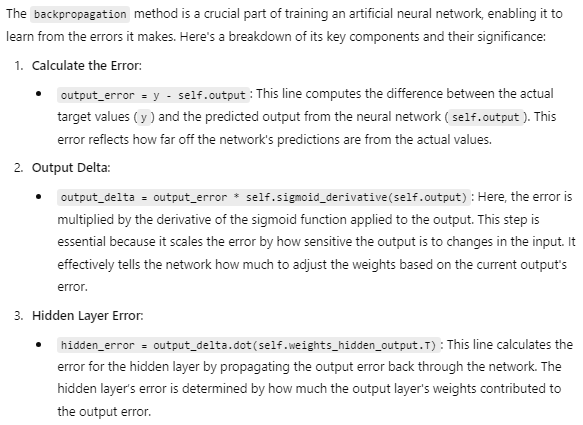 The backpropagation method is a crucial part of training an artificial neural network, enabling it to
learn from the errors it makes. Here's a breakdown of its key components and their significance:
1. Calculate the Error:
• output_error = y - self.output : This line computes the difference between the actual
target values ( y ) and the predicted output from the neural network ( self.output ). This
error reflects how far off the network's predictions are from the actual values.
2. Output Delta:
• output_delta = output_error * self.sigmoid_derivative(self.output) : Here, the error is
multiplied by the derivative of the sigmoid function applied to the output. This step is
essential because it scales the error by how sensitive the output is to changes in the input. It
effectively tells the network how much to adjust the weights based on the current output's
error.
3. Hidden Layer Error:
• hidden_error = output_delta.dot(self.weights_hidden_output.T) : This line calculates the
error for the hidden layer by propagating the output error back through the network. The
hidden layer's error is determined by how much the output layer's weights contributed to
the output error.